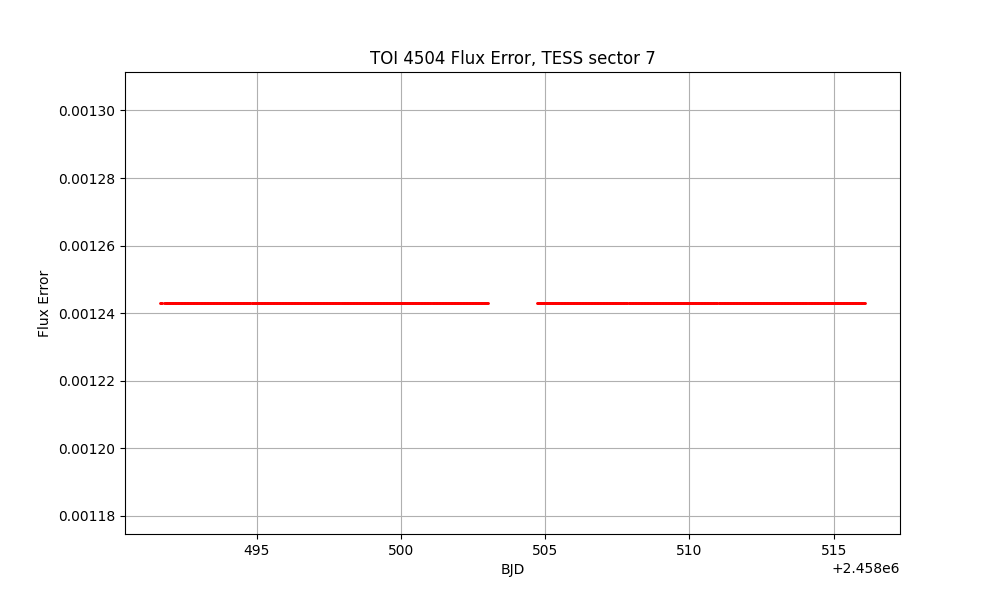 TOI 4504 Flux Error, TESS sector 7
Flux Error
0.00130
0.00128
0.00126
0.00124
0.00122
0.00120
0.00118
495 500 505 510 515
BJD
+2.458e6